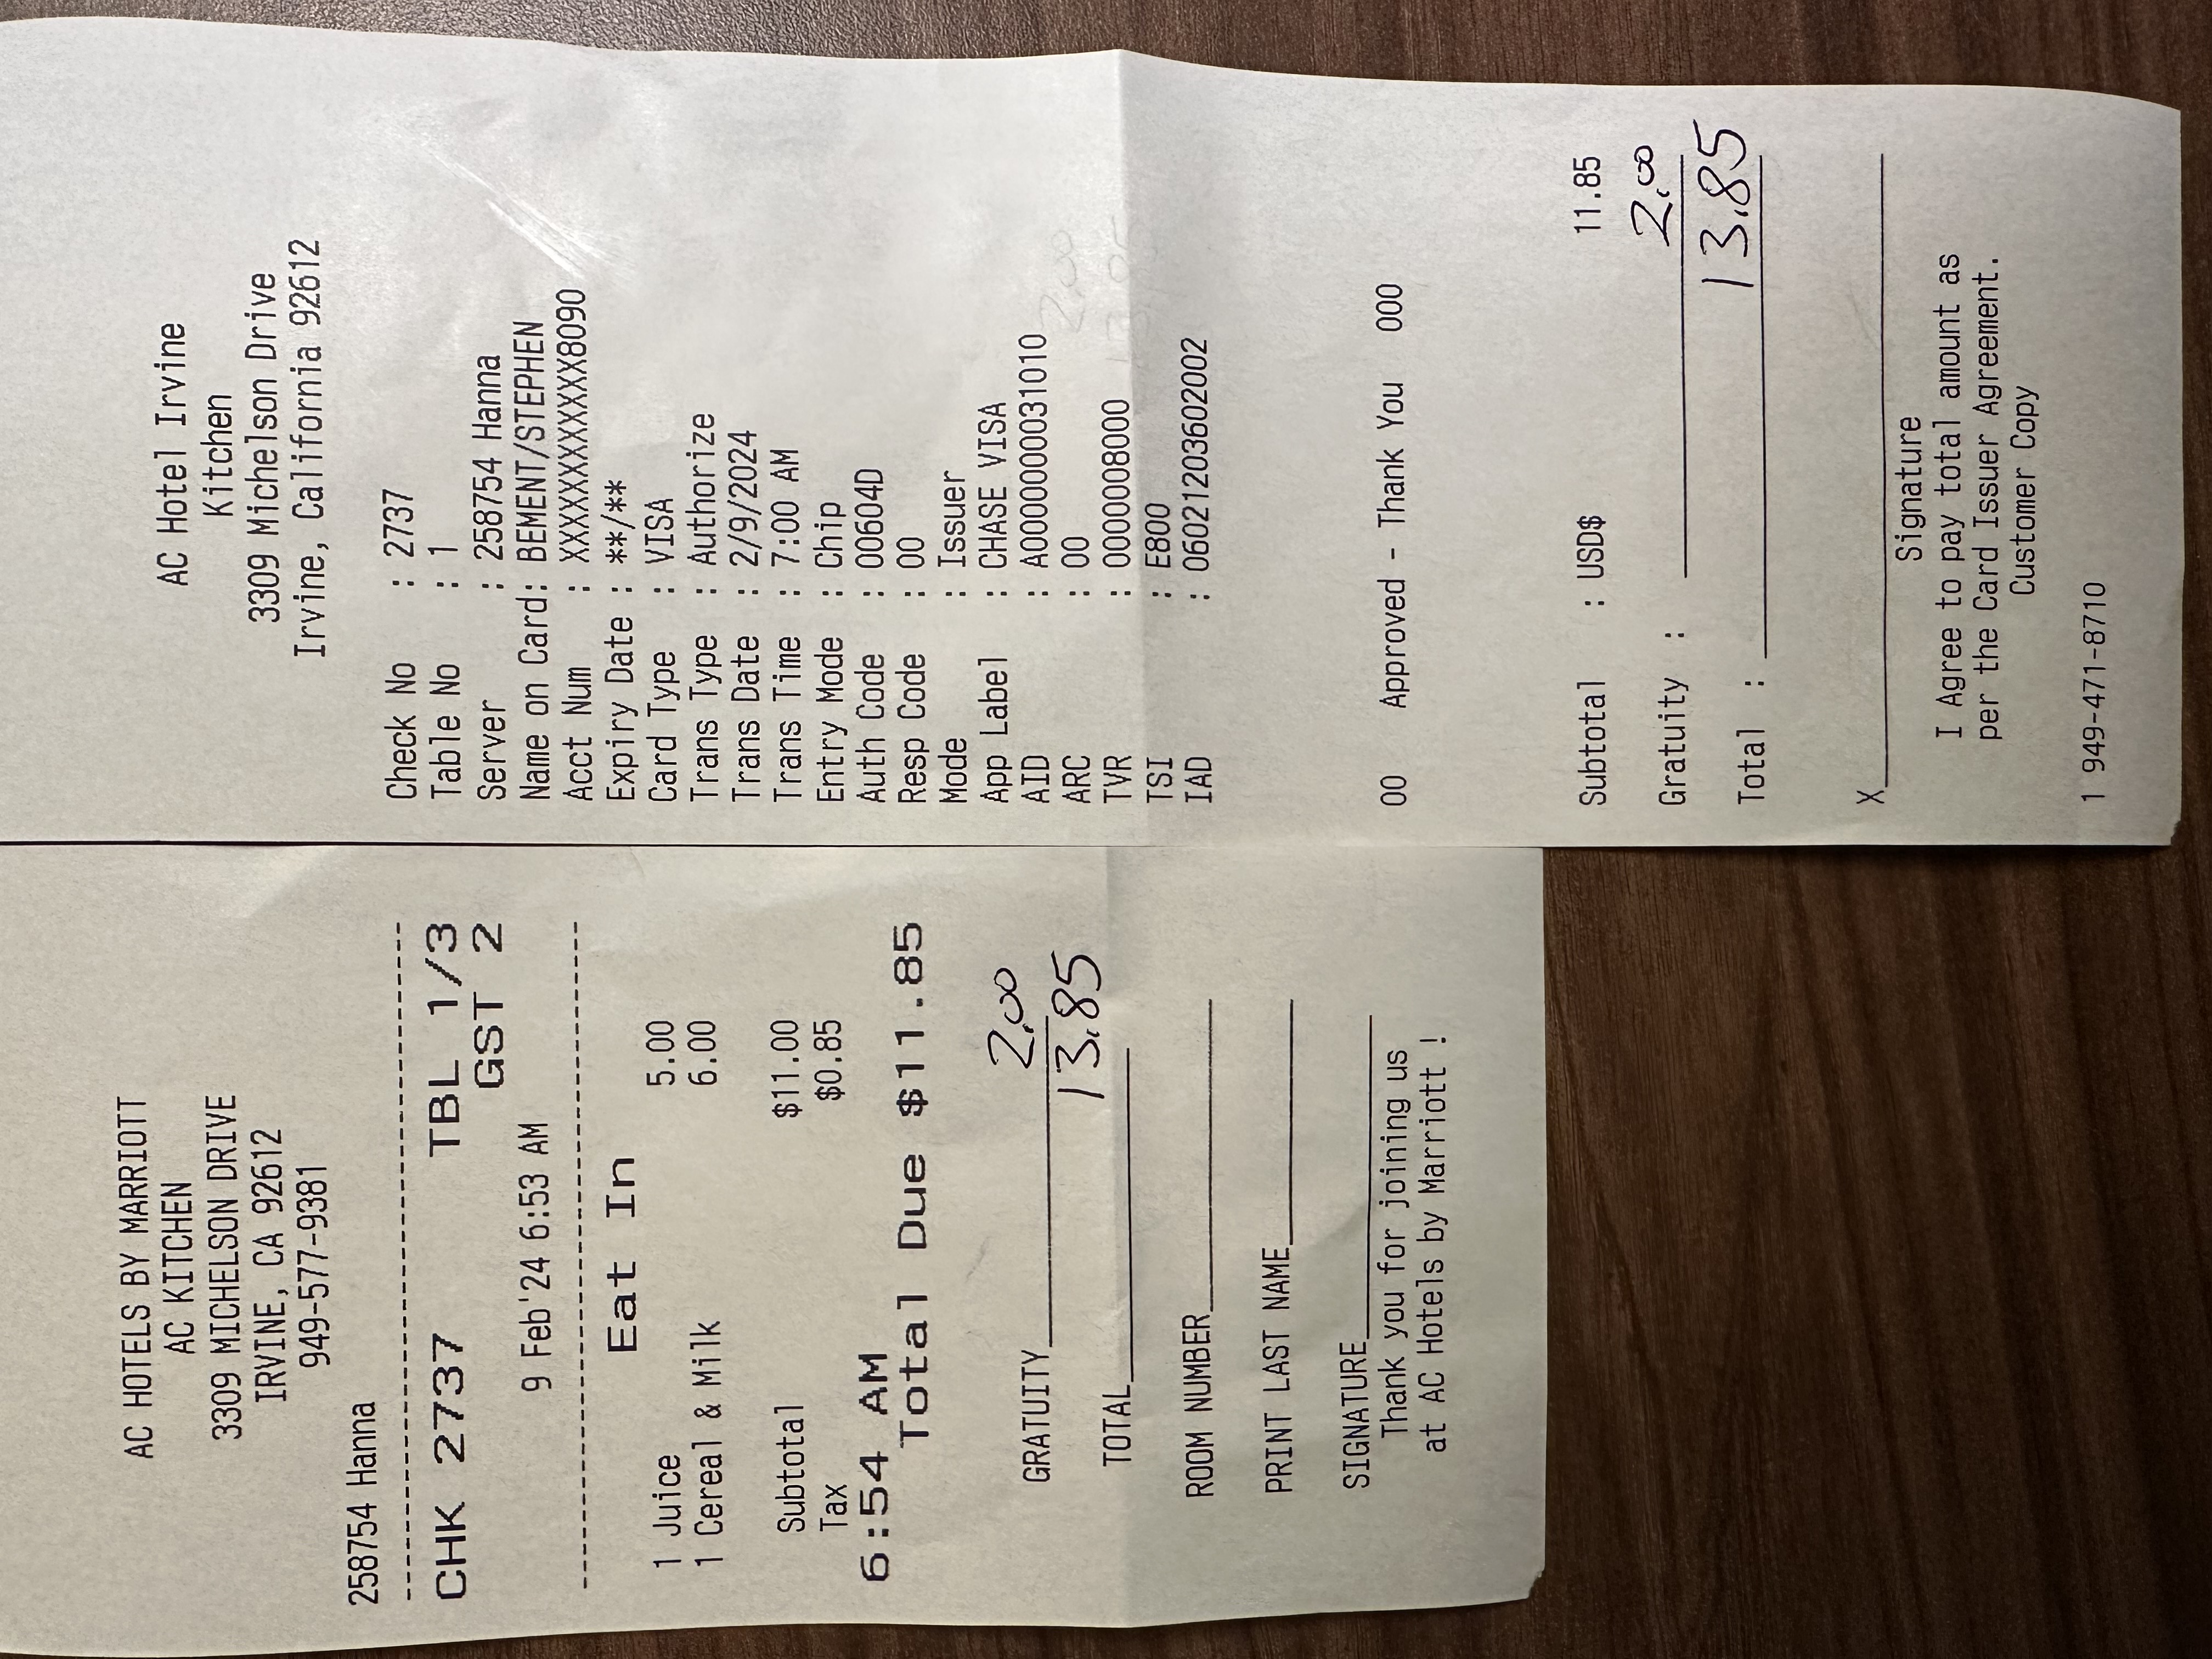 AC HOTELS BY MARRIOTT
AC KITCHEN
3309 MICHELSON DRIVE
IRVINE, CA 92612
949-577-9381
258754 Hanna
----------------------------------------
CHK 2737 TBL 1/3
GST 2
9 Feb'24 6:53 AM
----------------------------------------
Eat In
1 Juice 5.00
1 Cereal & Milk 6.00
Subtotal $11.00
Tax $0.85
6:54 AM
Total Due $11.85
GRATUITY 2.00
TOTAL 13.85
ROOM NUMBER
PRINT LAST NAME
SIGNATURE
Thank you for joining us
at AC Hotels by Marriott !
AC Hotel Irvine
Kitchen
3309 Michelson Drive
Irvine, California 92612
Check No : 2737
Table No : 1
Server : 258754 Hanna
Name on Card: BEMENT/STEPHEN
Acct Num : XXXXXXXXXXXX8090
Expiry Date : **/**
Card Type : VISA
Trans Type : Authorize
Trans Date : 2/9/2024
Trans Time : 7:00 AM
Entry Mode : Chip
Auth Code : 00604D
Resp Code : 00
Mode : Issuer
App Label : CHASE VISA
AID : A0000000031010
ARC : 00
TVR : 0000008000
TSI : E800
IAD : 06021203602002
00 Approved - Thank You 000
Subtotal : USD$ 11.85
Gratuity : 2.00
Total : 13.85
X
Signature
I Agree to pay total amount as
per the Card Issuer Agreement.
Customer Copy
1 949-471-8710